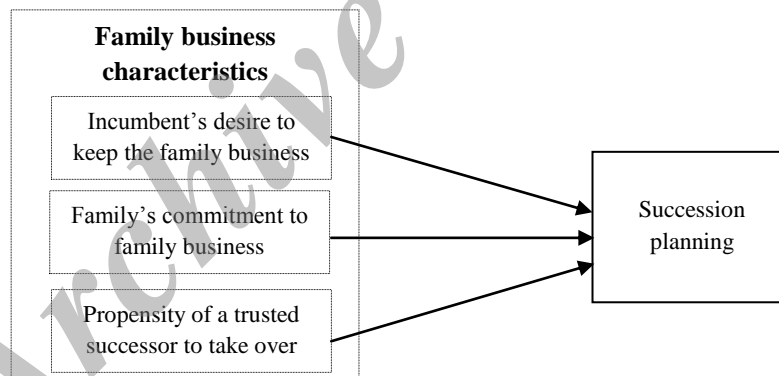 Family business
characteristics
Incumbent's desire to
keep the family business
Family's commitment to
family business
Propensity of a trusted
successor to take over
Succession
planning
Archive